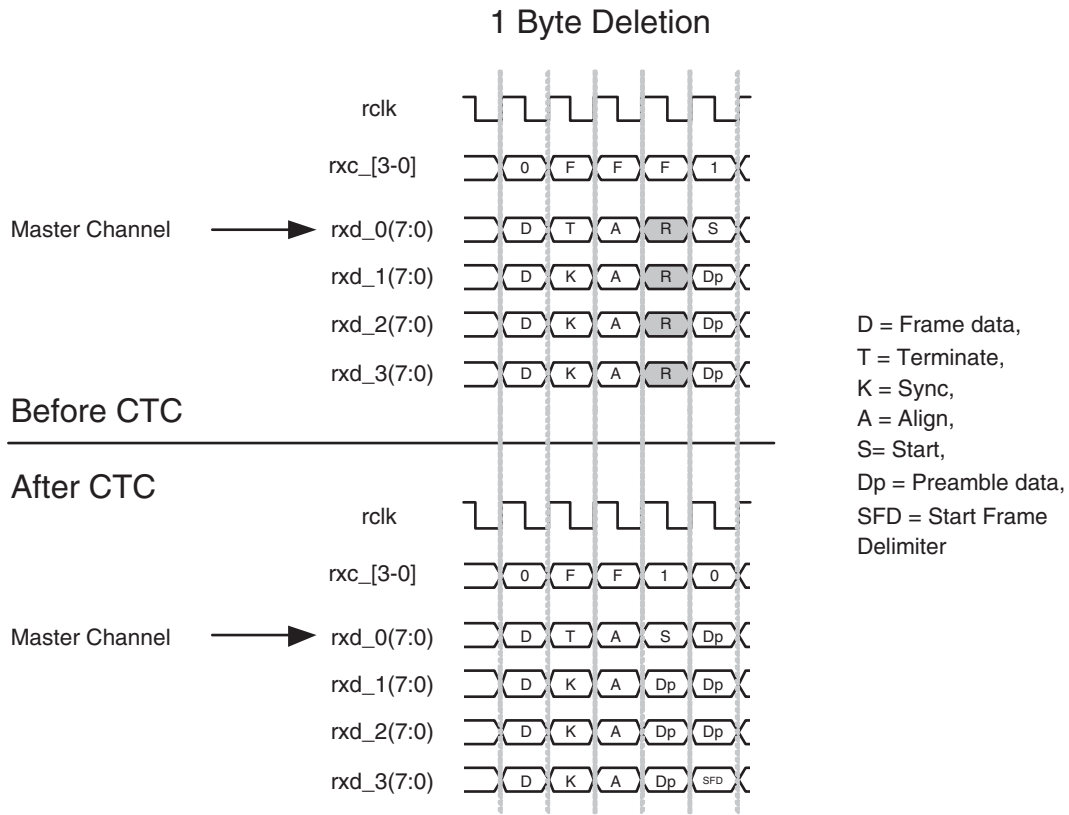 1 Byte Deletion
rclk
rxc_[3-0] 0 F F F 1
Master Channel rxd_0(7:0) D T A R S
rxd_1(7:0) D K A R Dp
rxd_2(7:0) D K A R Dp
rxd_3(7:0) D K A R Dp
Before CTC
After CTC
rclk
rxc_[3-0] 0 F F 1 0
Master Channel rxd_0(7:0) D T A S Dp
rxd_1(7:0) D K A Dp Dp
rxd_2(7:0) D K A Dp Dp
rxd_3(7:0) D K A Dp SFD
D = Frame data,
T = Terminate,
K = Sync,
A = Align,
S= Start,
Dp = Preamble data,
SFD = Start Frame
Delimiter